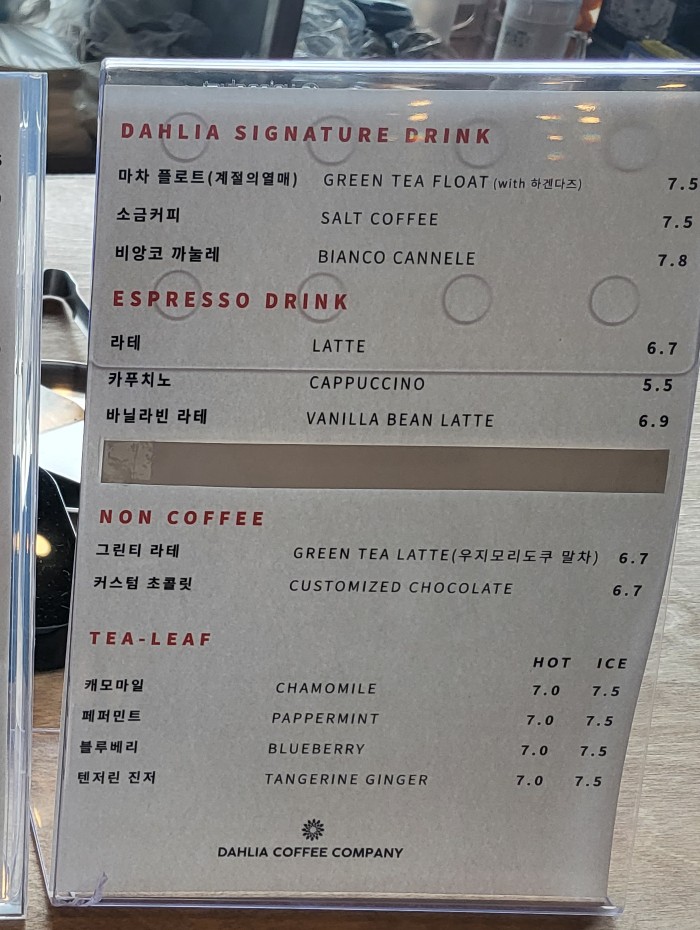 DAHLIA SIGNATURE DRINK
마차 플로트(계절의열매) GREEN TEA FLOAT (with 하겐다즈) 7.5
소금커피 SALT COFFEE 7.5
비앙코 까눌레 BIANCO CANNELE 7.8
ESPRESSO DRINK
라테 LATTE 6.7
카푸치노 CAPPUCCINO 5.5
바닐라빈 라테 VANILLA BEAN LATTE 6.9
NON COFFEE
그린티 라테 GREEN TEA LATTE(우지모리도쿠 말차) 6.7
커스텀 초콜릿 CUSTOMIZED CHOCOLATE 6.7
TEA-LEAF
HOT ICE
캐모마일 CHAMOMILE 7.0 7.5
페퍼민트 PAPPERMINT 7.0 7.5
블루베리 BLUEBERRY 7.0 7.5
텐저린 진저 TANGERINE GINGER 7.0 7.5
DAHLIA COFFEE COMPANY